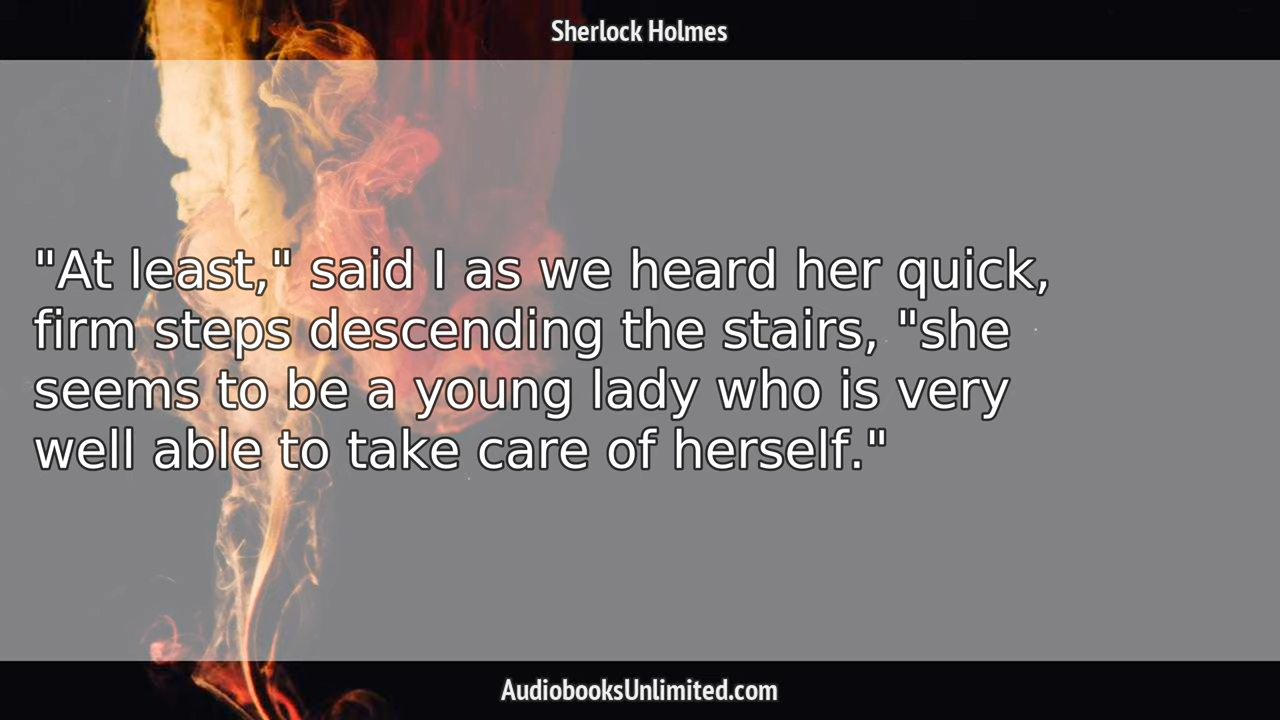 Sherlock Holmes
"At least," said I as we heard her quick,
firm steps descending the stairs, "she
seems to be a young lady who is very
well able to take care of herself."
AudiobooksUnlimited.com